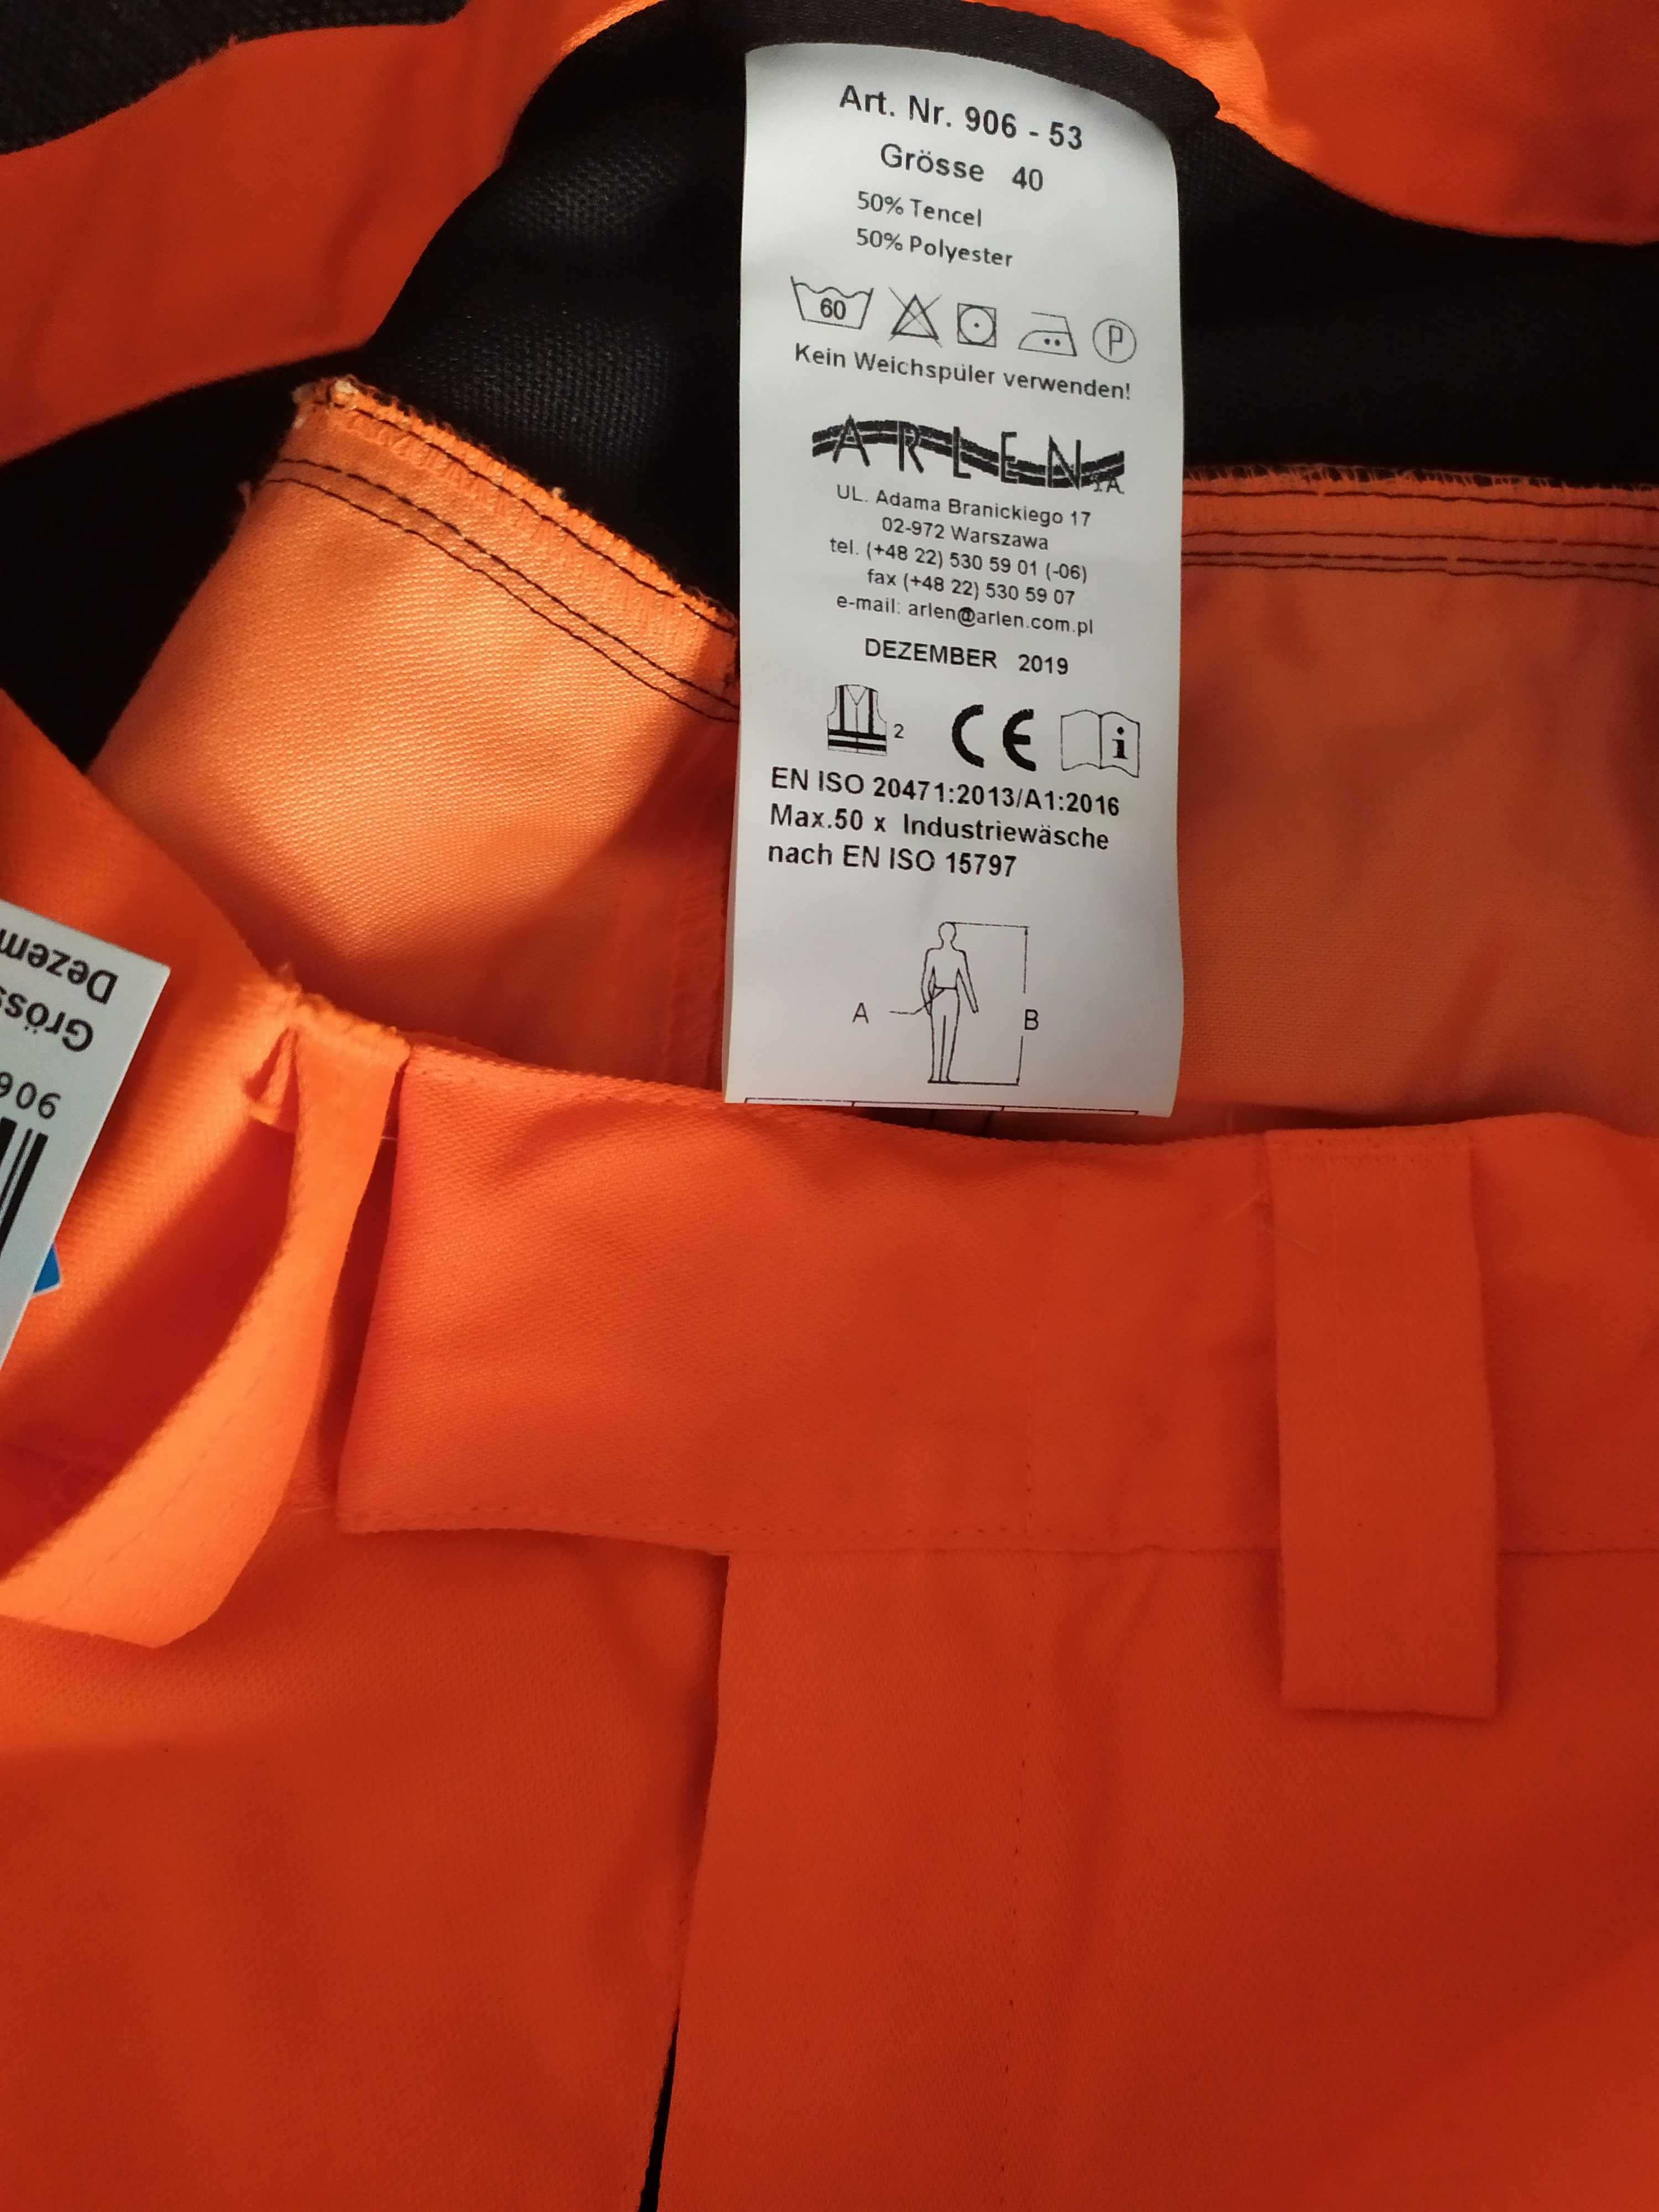 Art. Nr. 906 - 53
Grösse 40
50% Tencel
50% Polyester
60
P
Kein Weichspüler verwenden!
ARLEN S.A.
UL. Adama Branickiego 17
02-972 Warszawa
tel. (+48 22) 530 59 01 (-06)
fax (+48 22) 530 59 07
e-mail: arlen@arlen.com.pl
DEZEMBER 2019
2
CE
i
EN ISO 20471:2013/A1:2016
Max.50 x Industriewäsche
nach EN ISO 15797
A
B
906
Gröss
Dezem